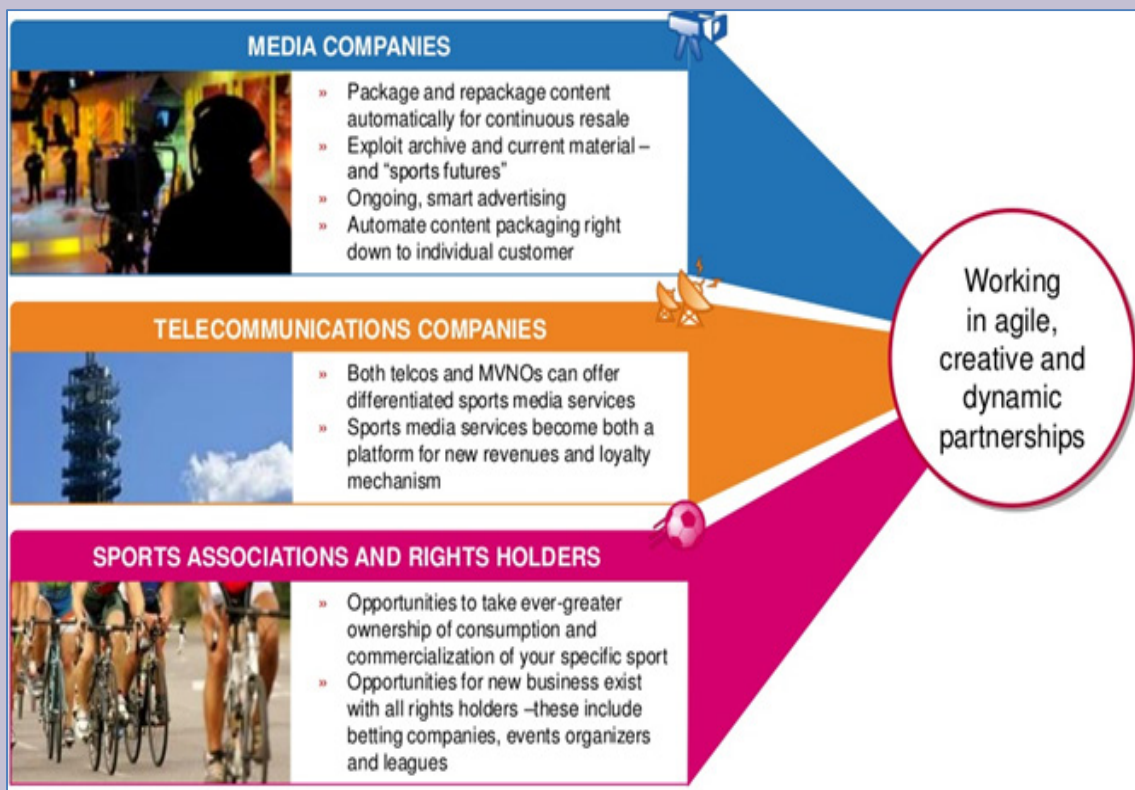 MEDIA COMPANIES
» Package and repackage content
automatically for continuous resale
» Exploit archive and current material –
and “sports futures”
» Ongoing, smart advertising
» Automate content packaging right
down to individual customer
TELECOMMUNICATIONS COMPANIES
» Both telcos and MVNOs can offer
differentiated sports media services
» Sports media services become both a
platform for new revenues and loyalty
mechanism
SPORTS ASSOCIATIONS AND RIGHTS HOLDERS
» Opportunities to take ever-greater
ownership of consumption and
commercialization of your specific sport
» Opportunities for new business exist
with all rights holders –these include
betting companies, events organizers
and leagues
Working
in agile,
creative and
dynamic
partnerships